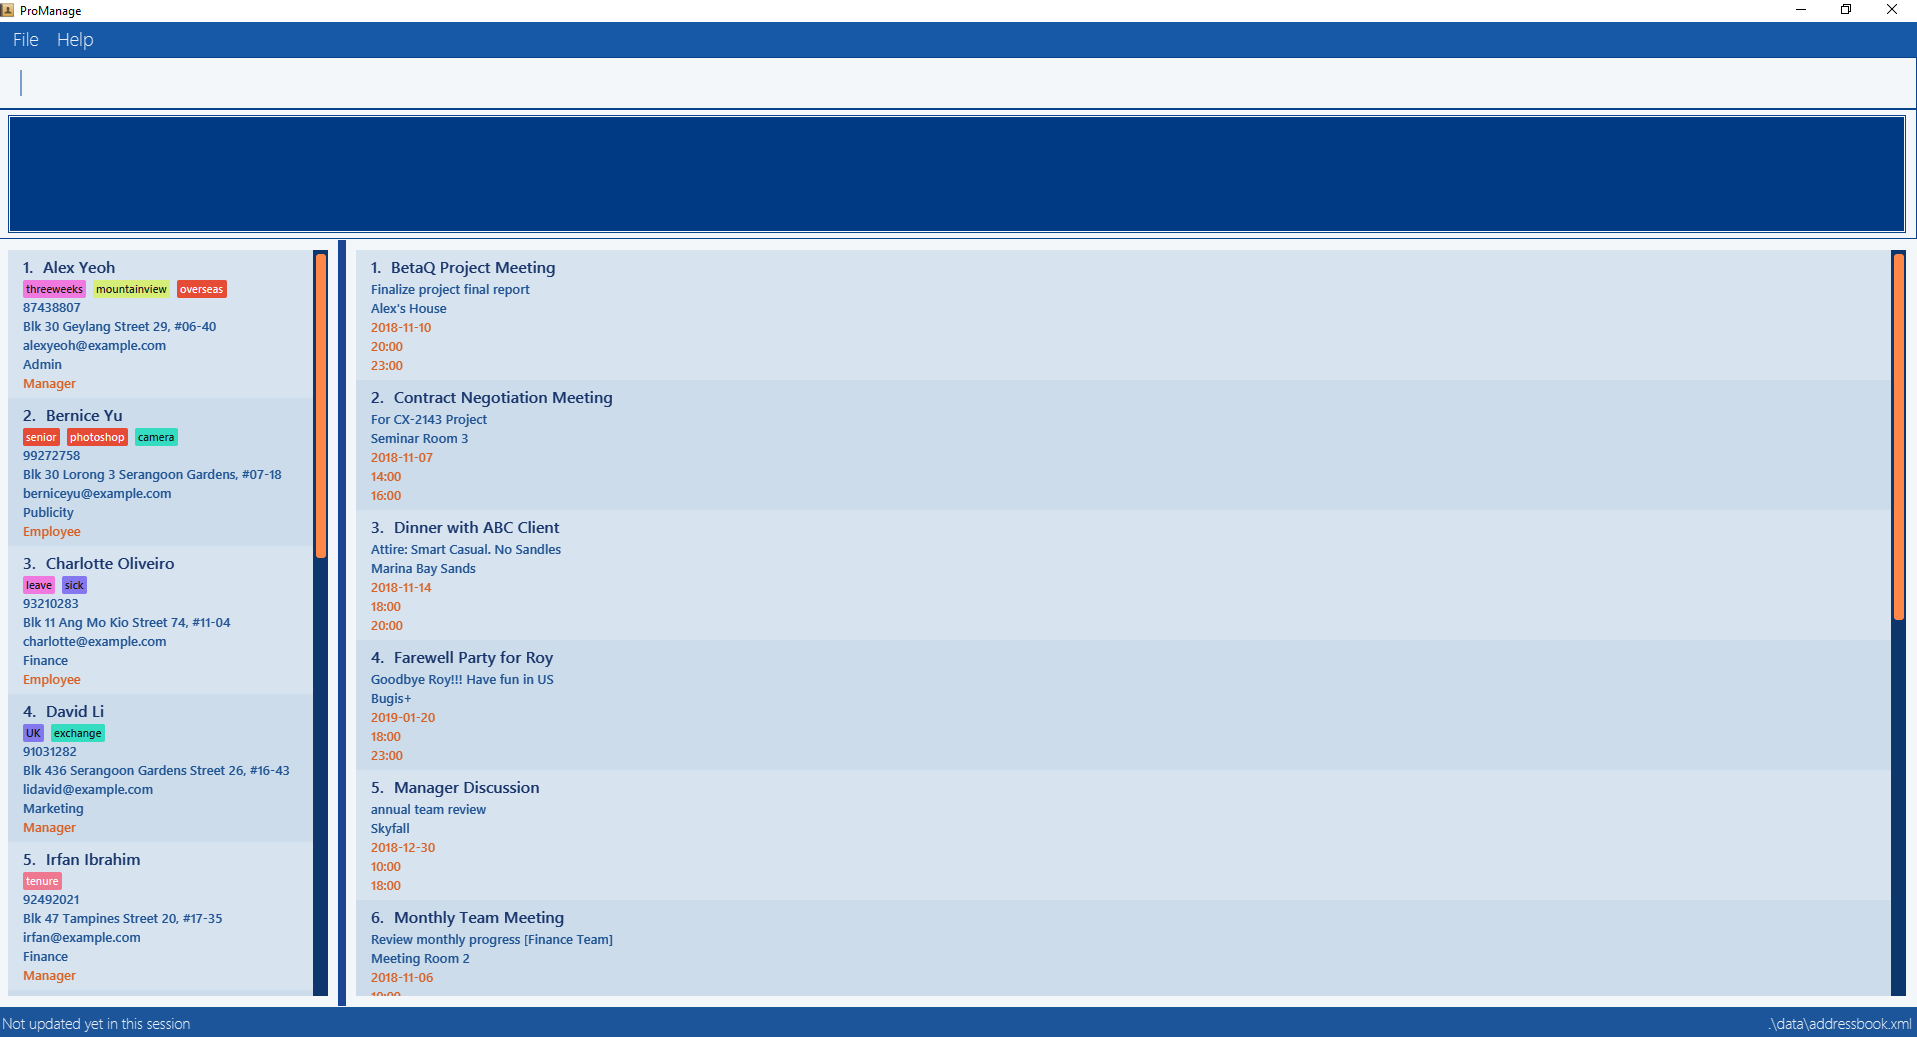 ProManage
File Help
1. Alex Yeoh
threeweeks mountainview overseas
87438807
Blk 30 Geylang Street 29, #06-40
alexyeoh@example.com
Admin
Manager
2. Bernice Yu
senior photoshop camera
99272758
Blk 30 Lorong 3 Serangoon Gardens, #07-18
berniceyu@example.com
Publicity
Employee
3. Charlotte Oliveiro
leave sick
93210283
Blk 11 Ang Mo Kio Street 74, #11-04
charlotte@example.com
Finance
Employee
4. David Li
UK exchange
91031282
Blk 436 Serangoon Gardens Street 26, #16-43
lidavid@example.com
Marketing
Manager
5. Irfan Ibrahim
tenure
92492021
Blk 47 Tampines Street 20, #17-35
irfan@example.com
Finance
Manager
1. BetaQ Project Meeting
Finalize project final report
Alex's House
2018-11-10
20:00
23:00
2. Contract Negotiation Meeting
For CX-2143 Project
Seminar Room 3
2018-11-07
14:00
16:00
3. Dinner with ABC Client
Attire: Smart Casual. No Sandles
Marina Bay Sands
2018-11-14
18:00
20:00
4. Farewell Party for Roy
Goodbye Roy!!! Have fun in US
Bugis+
2019-01-20
18:00
23:00
5. Manager Discussion
annual team review
Skyfall
2018-12-30
10:00
18:00
6. Monthly Team Meeting
Review monthly progress [Finance Team]
Meeting Room 2
2018-11-06
Not updated yet in this session
.\data\addressbook.xml